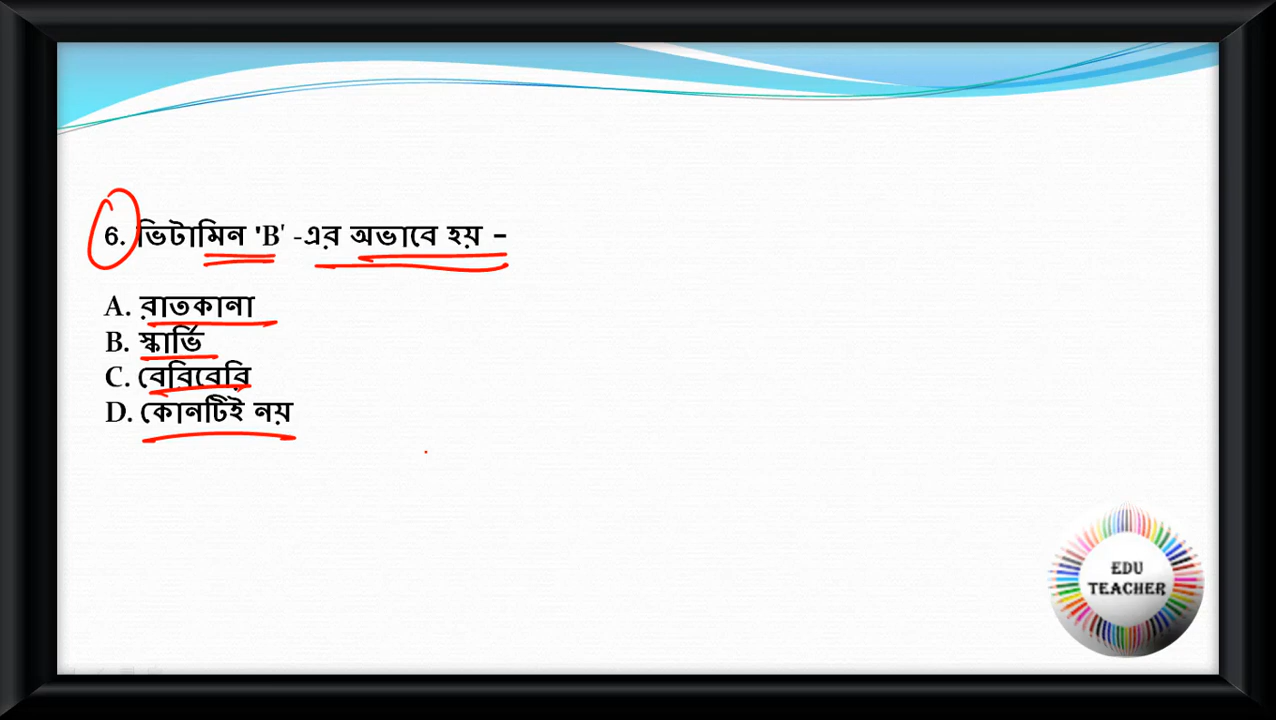 6. ভিটামিন 'B' -এর অভাবে হয় –
A. রাতকানা
B. স্কার্ভি
C. বেবিবেরি
D. কোনটিই নয়
EDU
TEACHER